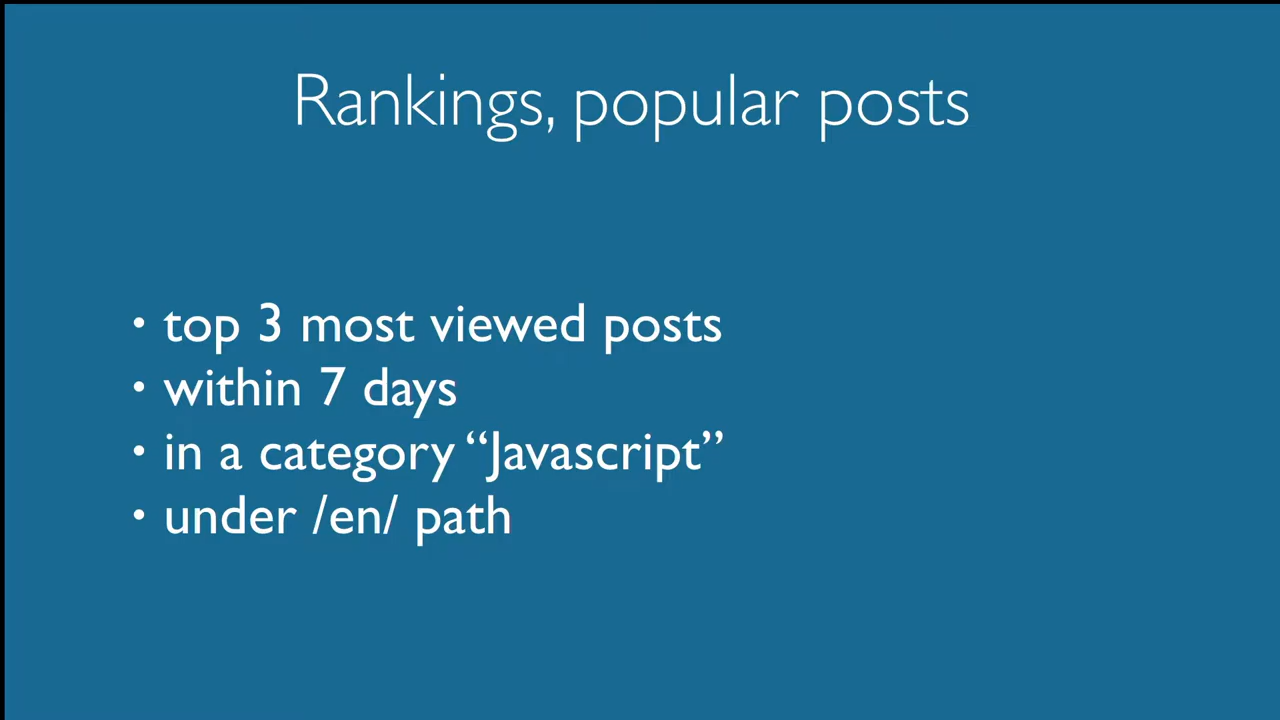 Rankings, popular posts
• top 3 most viewed posts
• within 7 days
• in a category “Javascript”
• under /en/ path